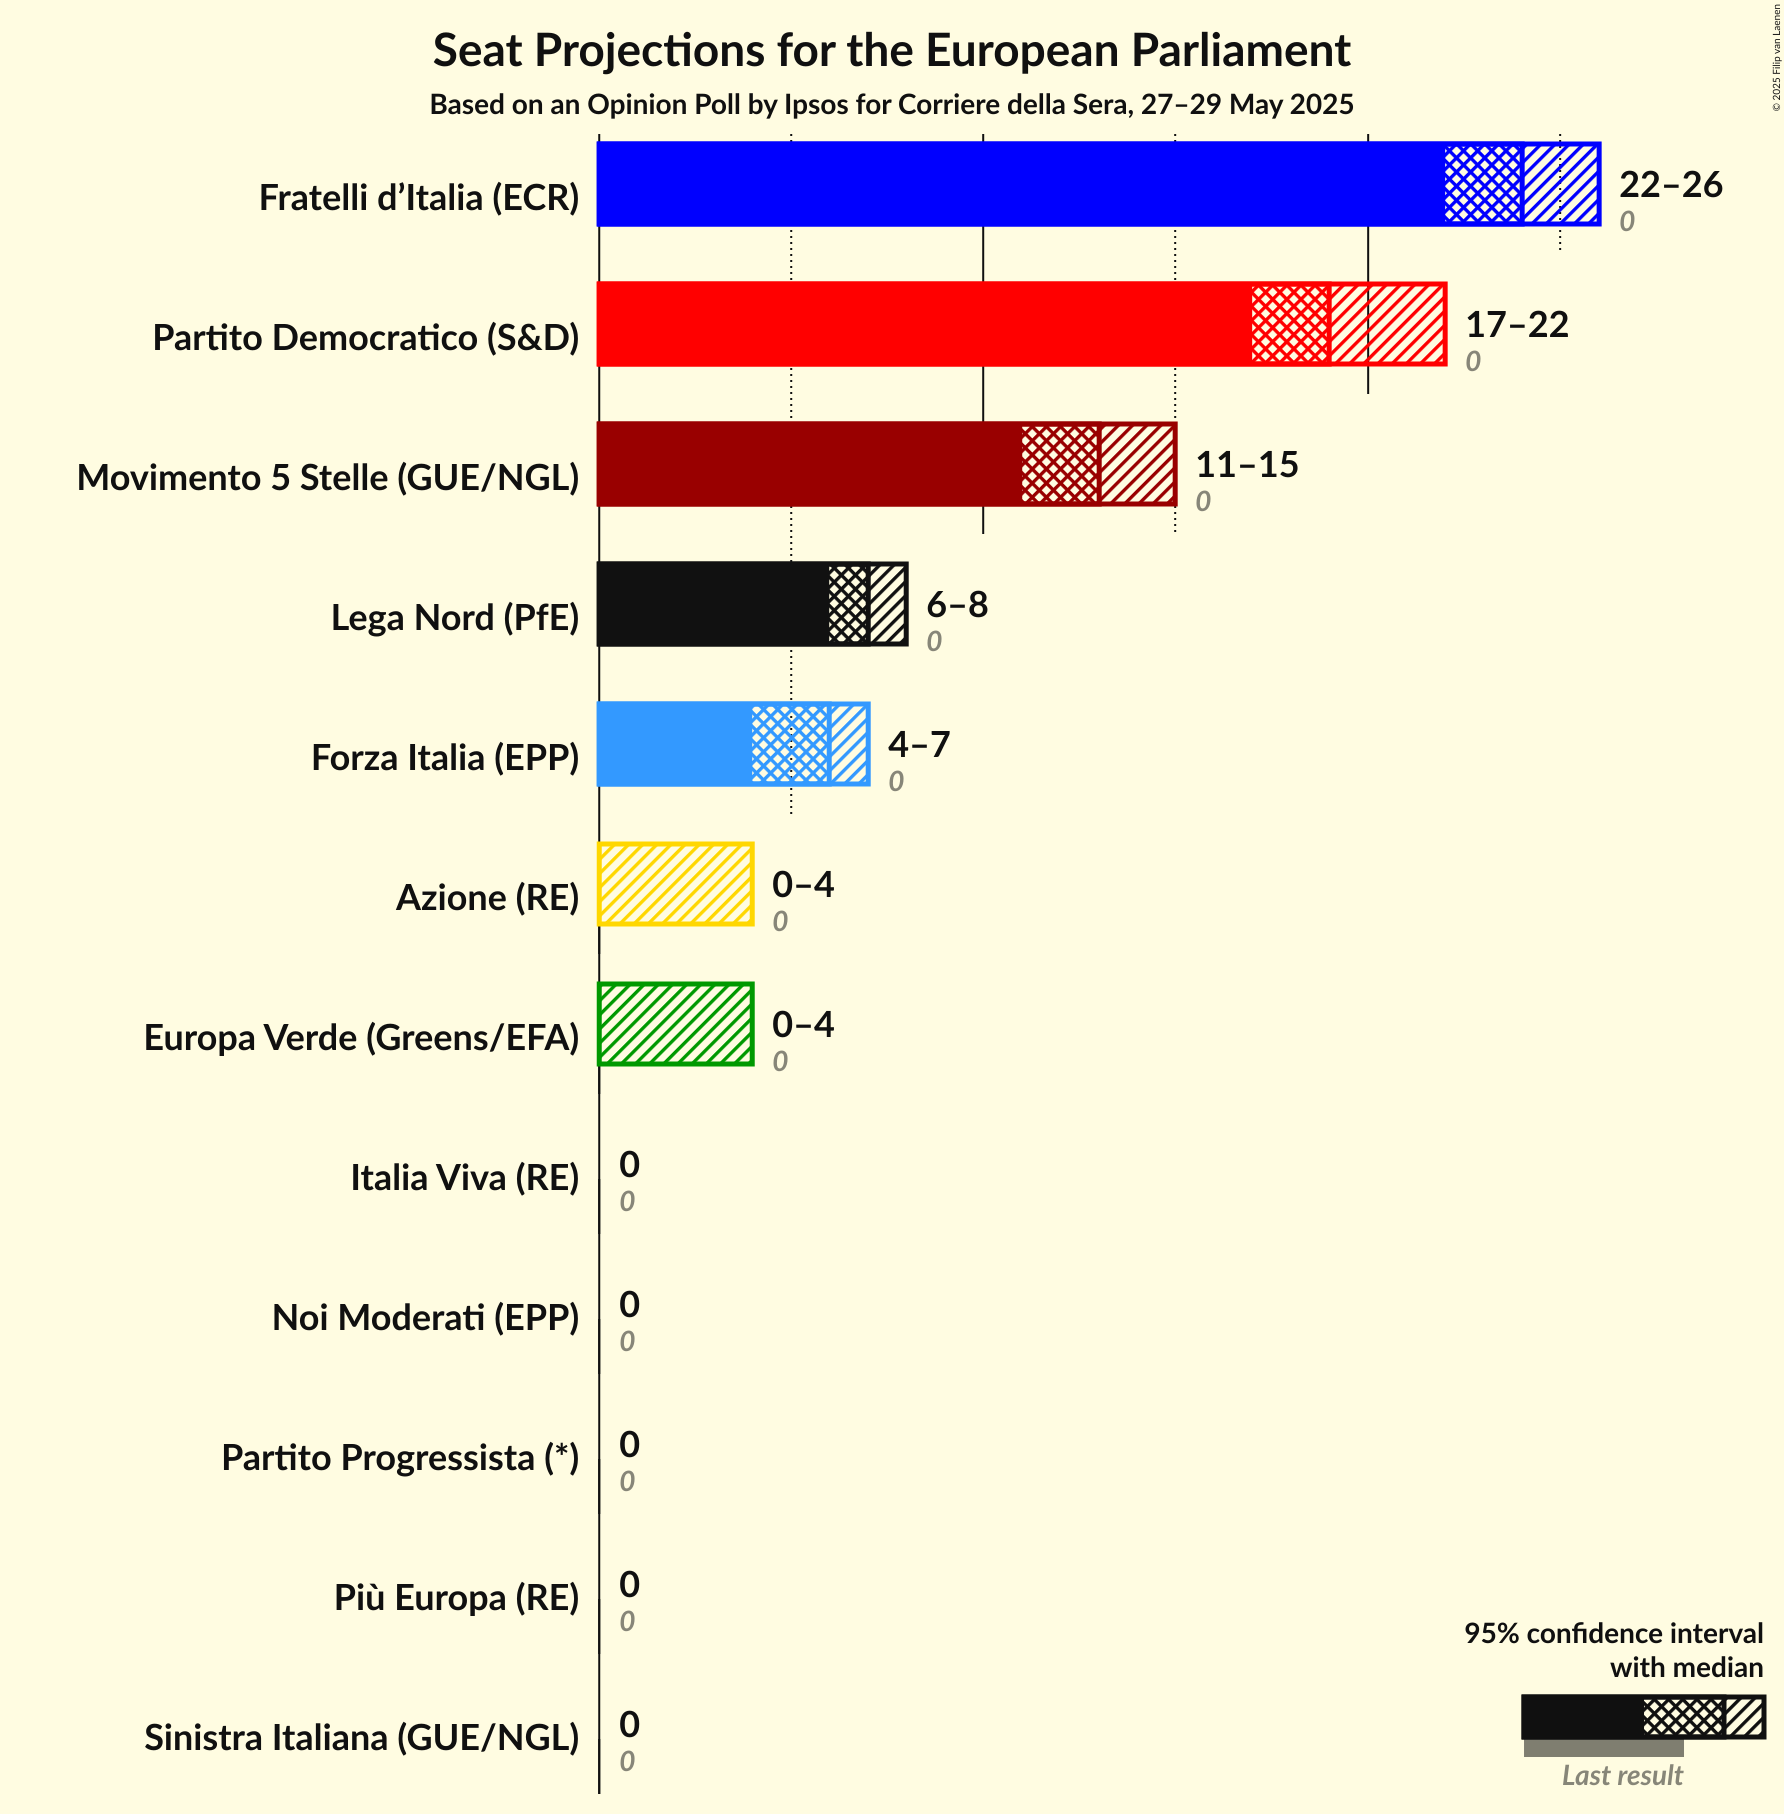 Seat Projections for the European Parliament
Based on an Opinion Poll by Ipsos for Corriere della Sera, 27–29 May 2025
© 2025 Filip van Laenen
Fratelli d’Italia (ECR)
22–26
0
Partito Democratico (S&D)
17–22
0
Movimento 5 Stelle (GUE/NGL)
11–15
0
Lega Nord (PfE)
6–8
0
Forza Italia (EPP)
4–7
0
Azione (RE)
0–4
0
Europa Verde (Greens/EFA)
0–4
0
Italia Viva (RE)
0
0
Noi Moderati (EPP)
0
0
Partito Progressista (*)
0
0
Più Europa (RE)
0
0
Sinistra Italiana (GUE/NGL)
0
0
95% confidence interval
with median
Last result